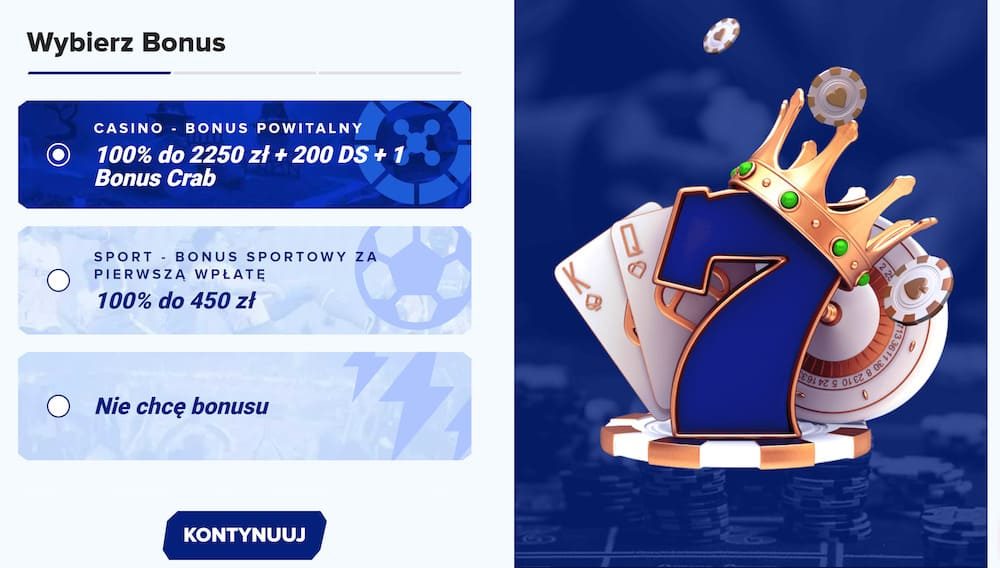 Wybierz Bonus
CASINO - BONUS POWITALNY
100% do 2250 zł + 200 DS + 1
Bonus Crab
SPORT - BONUS SPORTOWY ZA
PIERWSZĄ WPŁATĘ
100% do 450 zł
Nie chcę bonusu
KONTYNUUJ
K
Q
7